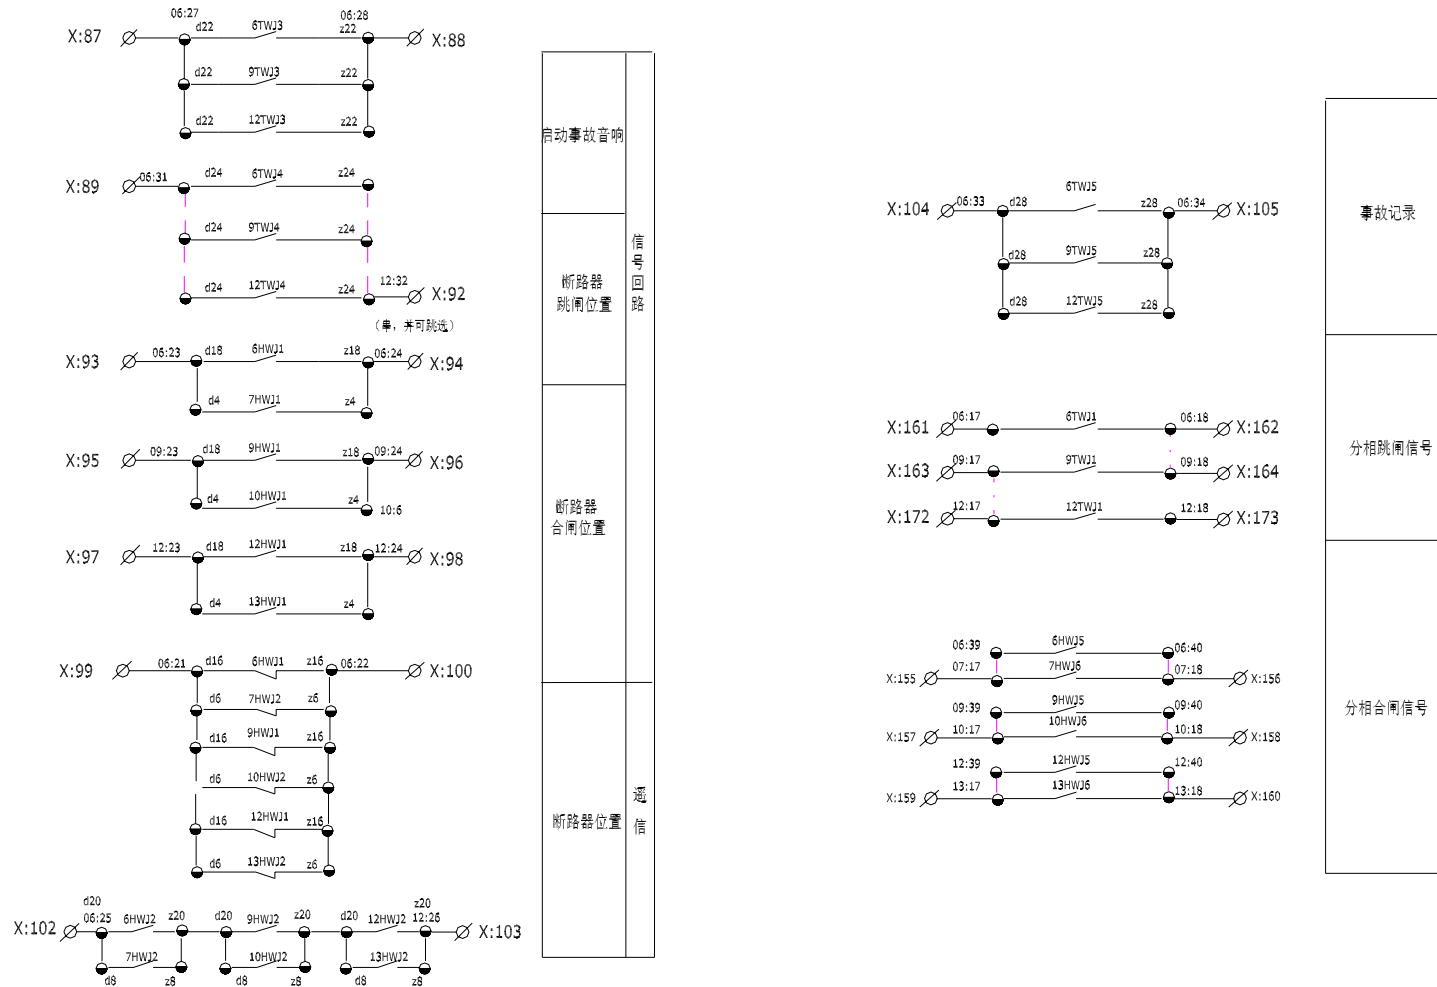 06:27 06:28
X:87 d22 6TWJ3 z22 X:88
d22 9TWJ3 z22
d22 12TWJ3 z22
启动事故音响
X:89 06:31 d24 6TWJ4 z24
d24 9TWJ4 z24
d24 12TWJ4 z24 12:32 X:92
(串，并可跳选)
断路器
跳闸位置
信号回路
X:93 06:23 d18 6HWJ1 z18 06:24 X:94
d4 7HWJ1 z4
X:95 09:23 d18 9HWJ1 z18 09:24 X:96
d4 10HWJ1 z4 10:6
X:97 12:23 d18 12HWJ1 z18 12:24 X:98
d4 13HWJ1 z4
断路器
合闸位置
X:99 06:21 d16 6HWJ1 z16 06:22 X:100
d6 7HWJ2 z6
d16 9HWJ1 z16
d6 10HWJ2 z6
d16 12HWJ1 z16
d6 13HWJ2 z6
断路器位置
遥信
d20 z20
X:102 06:25 6HWJ2 z20 d20 9HWJ2 z20 d20 12HWJ2 12:26 X:103
7HWJ2 10HWJ2 13HWJ2
d8 z8 d8 z8 d8 z8
X:104 06:33 d28 6TWJ5 z28 06:34 X:105
d28 9TWJ5 z28
d28 12TWJ5 z28
事故记录
X:161 06:17 6TWJ1 06:18 X:162
X:163 09:17 9TWJ1 09:18 X:164
X:172 12:17 12TWJ1 12:18 X:173
分相跳闸信号
06:39 6HWJ5 06:40
X:155 07:17 7HWJ6 07:18 X:156
09:39 9HWJ5 09:40
X:157 10:17 10HWJ6 10:18 X:158
12:39 12HWJ5 12:40
X:159 13:17 13HWJ6 13:18 X:160
分相合闸信号